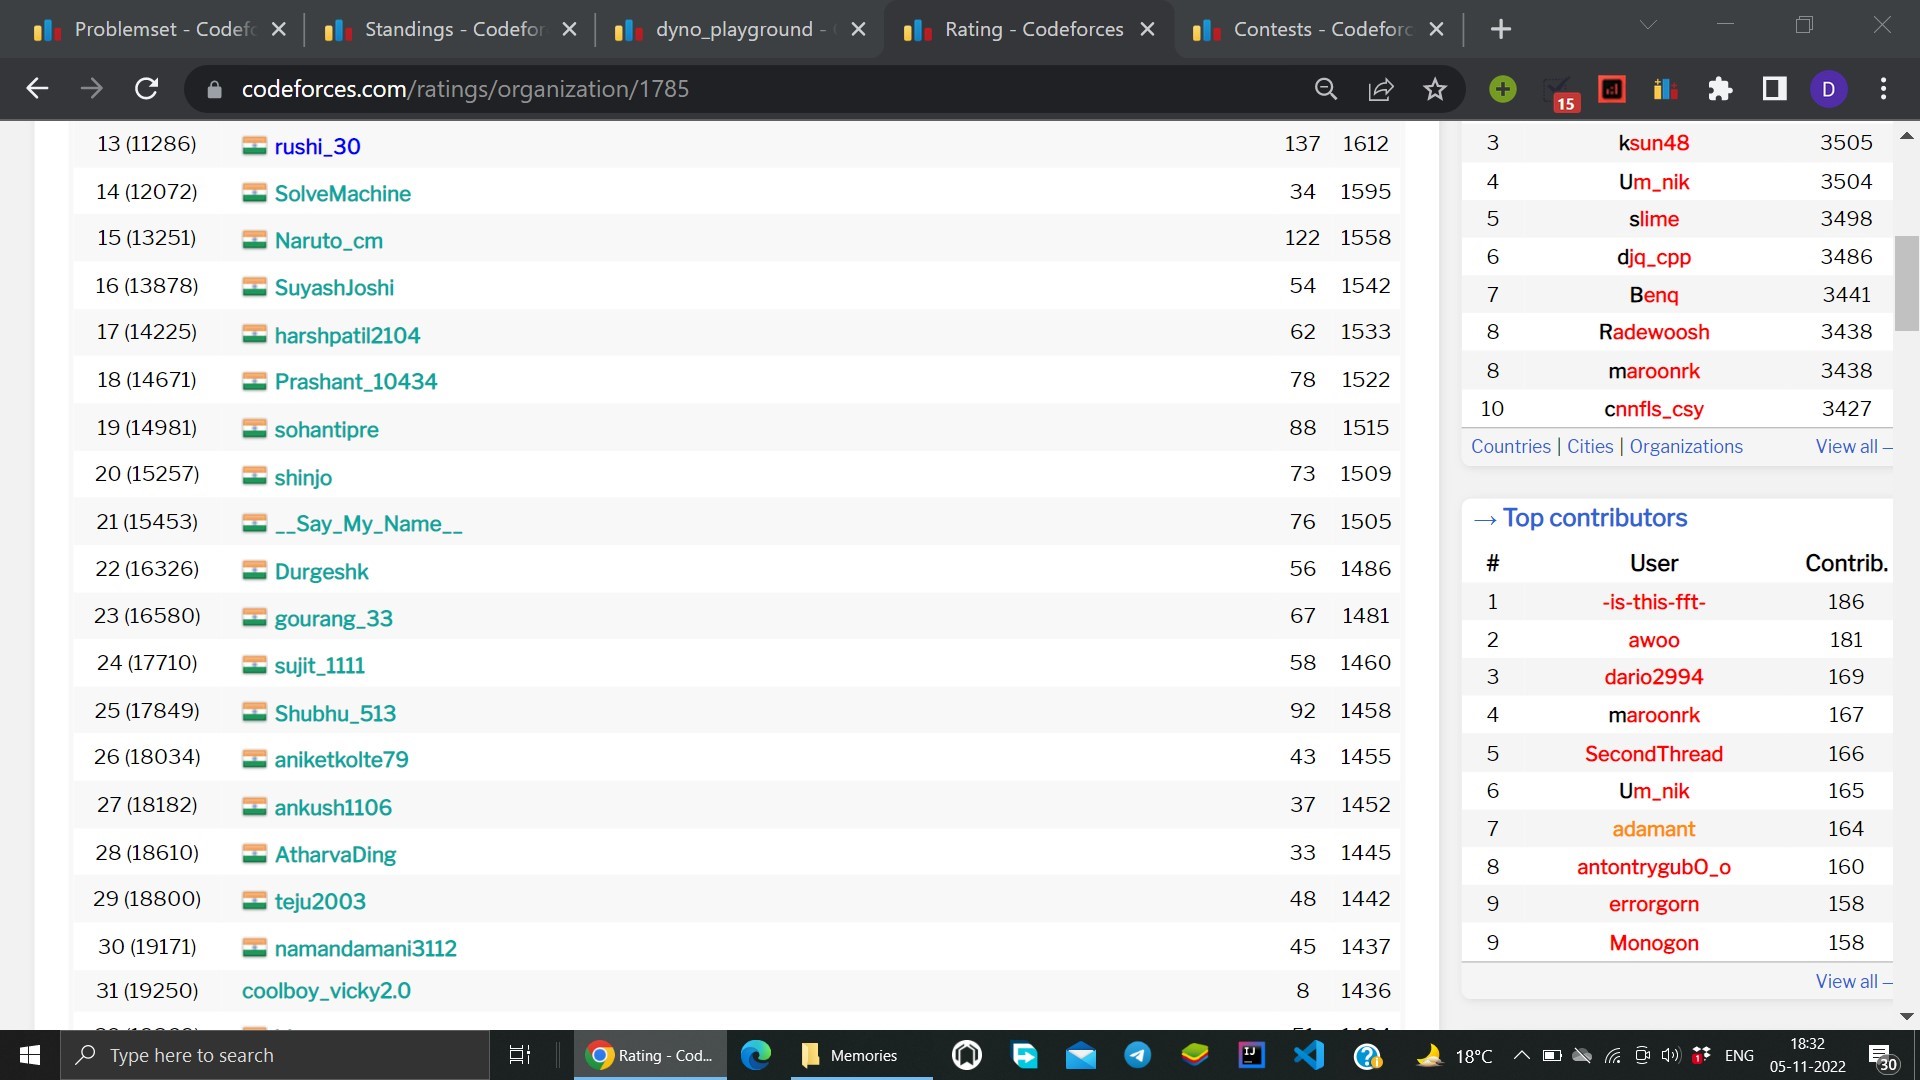 Problemset - Codefo
Standings - Codefor
dyno_playground -
Rating - Codeforces
Contests - Codeforc
codeforces.com/ratings/organization/1785
15
D
13 (11286) rushi_30 137 1612
14 (12072) SolveMachine 34 1595
15 (13251) Naruto_cm 122 1558
16 (13878) SuyashJoshi 54 1542
17 (14225) harshpatil2104 62 1533
18 (14671) Prashant_10434 78 1522
19 (14981) sohantipre 88 1515
20 (15257) shinjo 73 1509
21 (15453) __Say_My_Name__ 76 1505
22 (16326) Durgeshk 56 1486
23 (16580) gourang_33 67 1481
24 (17710) sujit_1111 58 1460
25 (17849) Shubhu_513 92 1458
26 (18034) aniketkolte79 43 1455
27 (18182) ankush1106 37 1452
28 (18610) AtharvaDing 33 1445
29 (18800) teju2003 48 1442
30 (19171) namandamani3112 45 1437
31 (19250) coolboy_vicky2.0 8 1436
3 ksun48 3505
4 Um_nik 3504
5 slime 3498
6 djq_cpp 3486
7 Benq 3441
8 Radewoosh 3438
8 maroonrk 3438
10 cnnfls_csy 3427
Countries | Cities | Organizations View all
→ Top contributors
# User Contrib.
1 -is-this-fft- 186
2 awoo 181
3 dario2994 169
4 maroonrk 167
5 SecondThread 166
6 Um_nik 165
7 adamant 164
8 antontrygubO_o 160
9 errorgorn 158
9 Monogon 158
View all
Type here to search
Rating - Cod...
Memories
18°C
ENG
18:32
05-11-2022
30